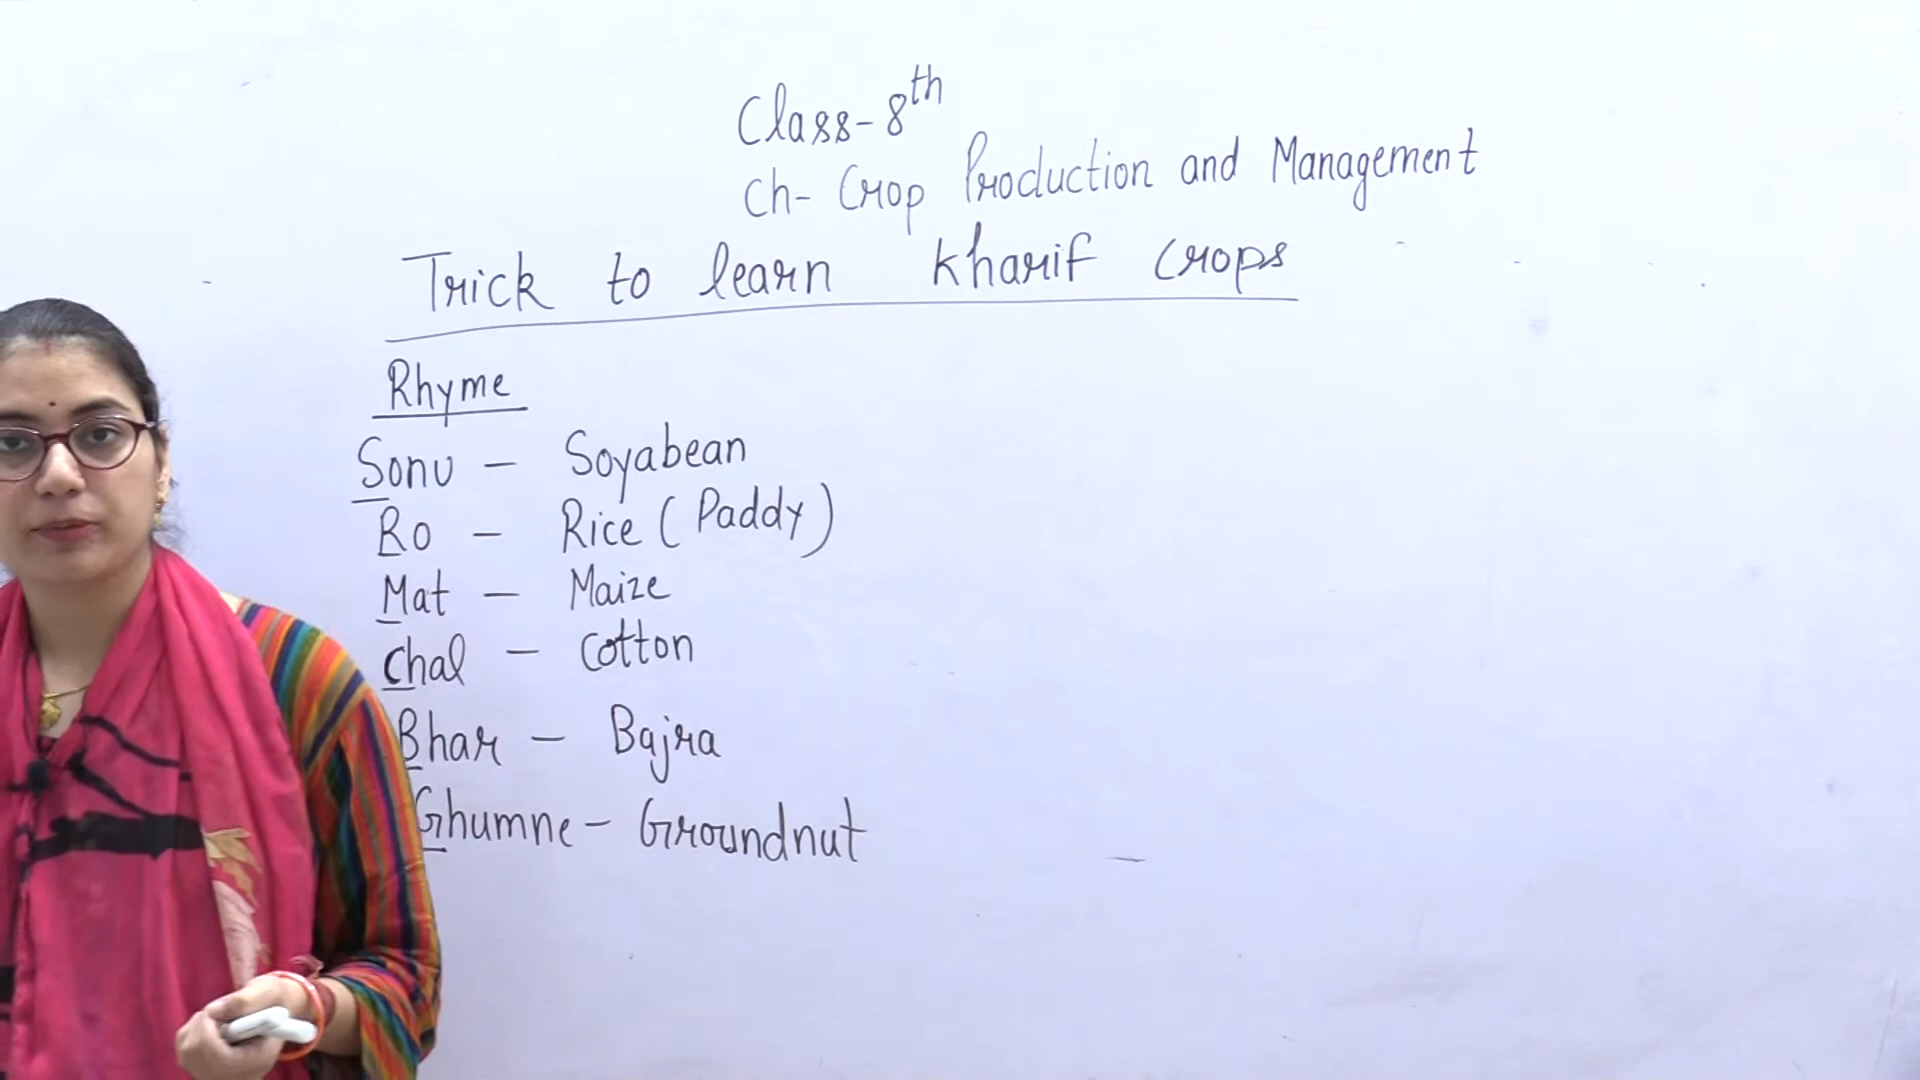 Class-8th
Ch- Crop Production and Management
Trick to learn Kharif Crops
Rhyme
Sonu - Soyabean
Ro - Rice (Paddy)
Mat - Maize
Chal - Cotton
Bhar - Bajra
Ghumne - Groundnut